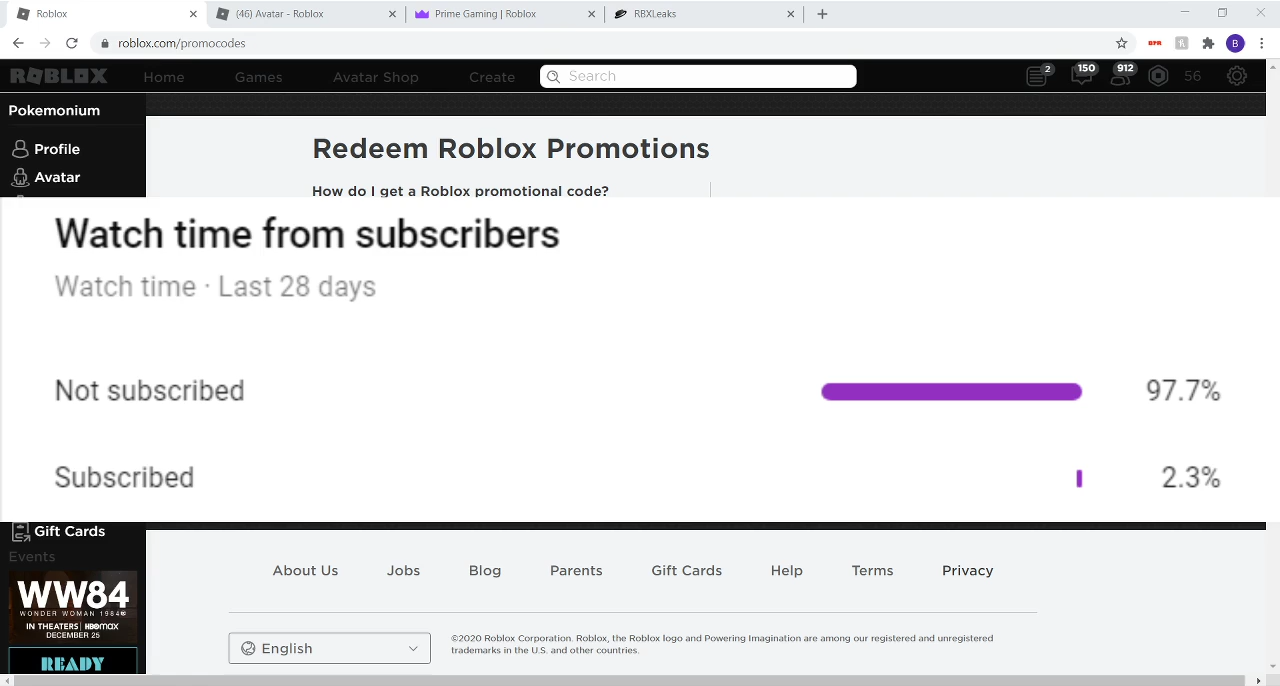 Roblox
(46) Avatar - Roblox
Prime Gaming | Roblox
RBXLeaks
roblox.com/promocodes
B
ROBLOX
Home
Games
Avatar Shop
Create
Search
2
150
912
56
Pokemonium
Profile
Avatar
Redeem Roblox Promotions
How do I get a Roblox promotional code?
Watch time from subscribers
Watch time · Last 28 days
Not subscribed 97.7%
Subscribed 2.3%
Gift Cards
Events
WW84
WONDER WOMAN 1984
IN THEATERS | HBOMAX
DECEMBER 25
READY
About Us Jobs Blog Parents Gift Cards Help Terms Privacy
English
©2020 Roblox Corporation. Roblox, the Roblox logo and Powering Imagination are among our registered and unregistered
trademarks in the U.S. and other countries.